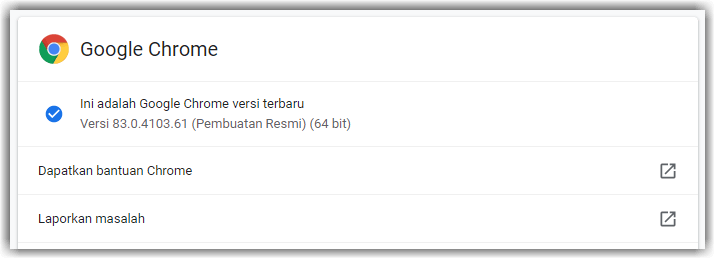 Google Chrome
Ini adalah Google Chrome versi terbaru
Versi 83.0.4103.61 (Pembuatan Resmi) (64 bit)
Dapatkan bantuan Chrome
Laporkan masalah